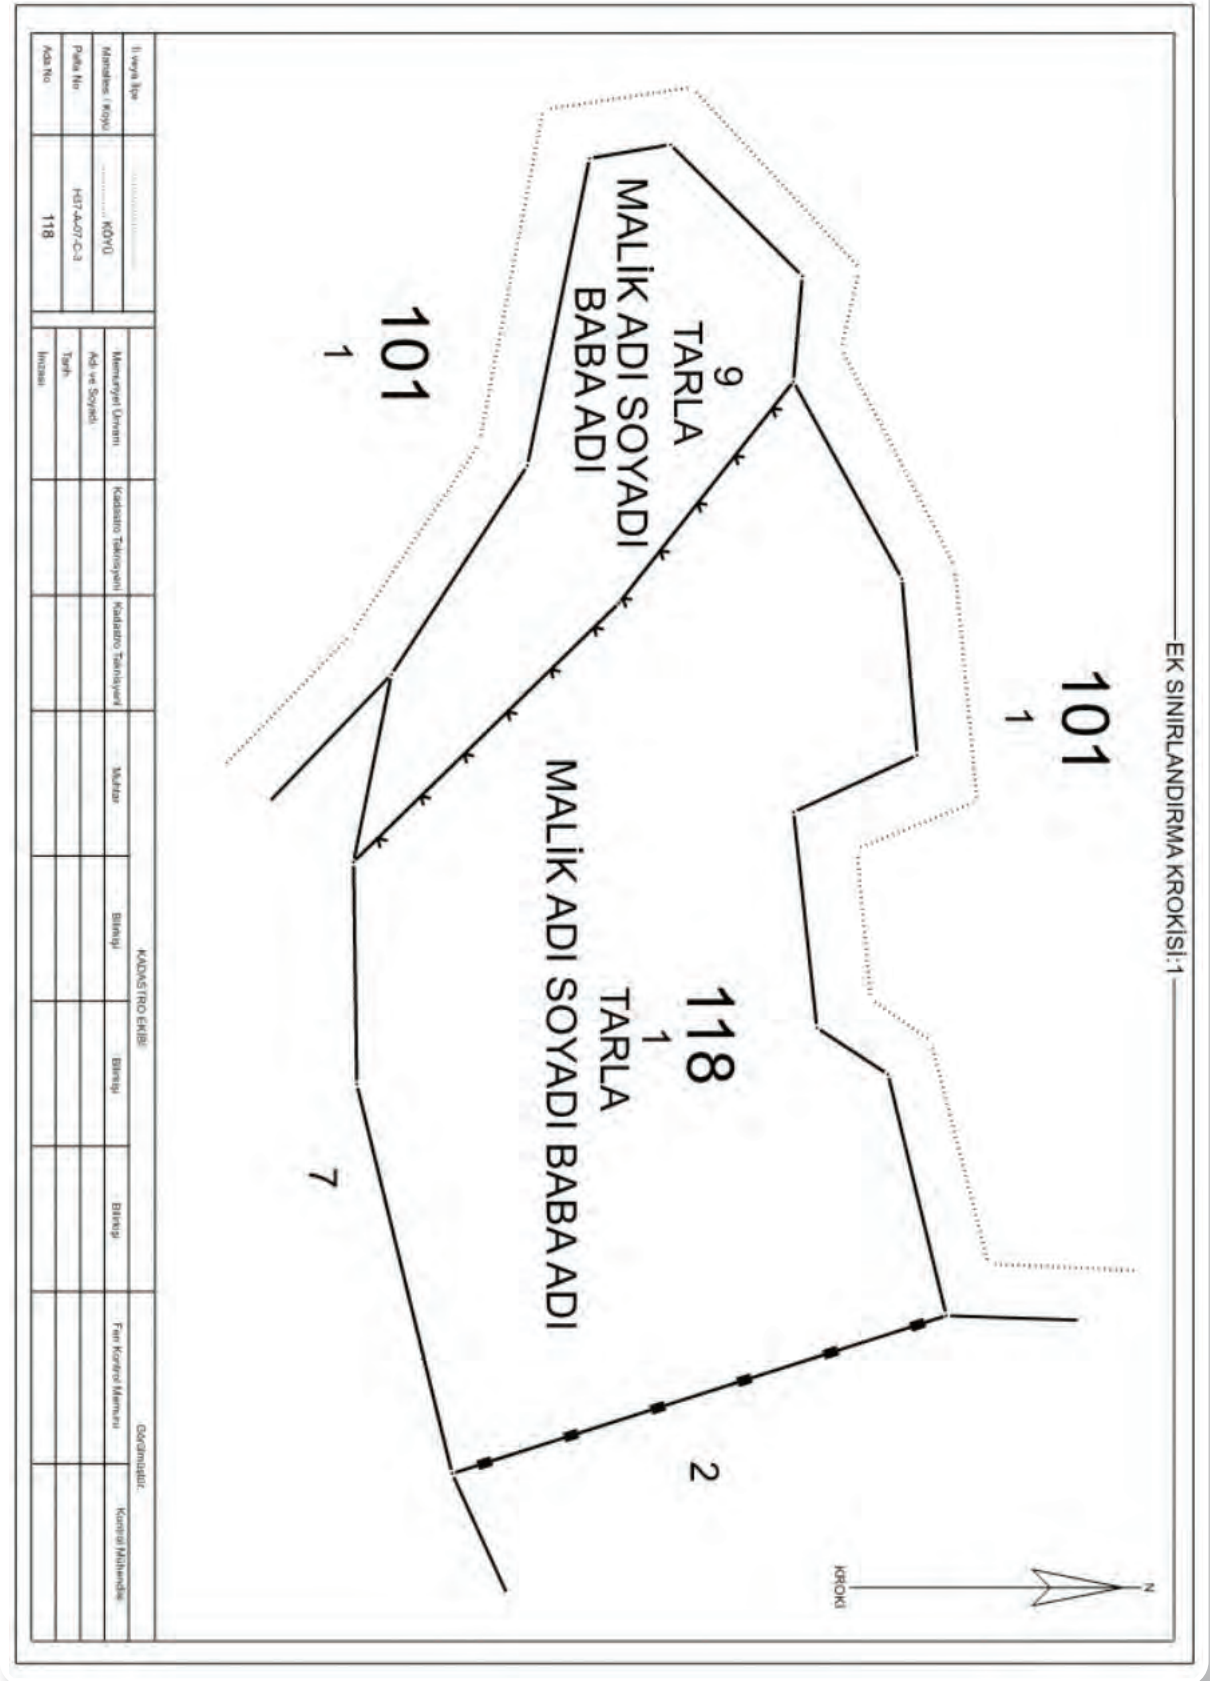 EK SINIRLANDIRMA KROKİSİ:1
N
KROKİ
101
1
118
1
TARLA
MALİK ADI SOYADI BABA ADI
9
TARLA
MALİK ADI SOYADI
BABA ADI
101
1
2
7
İl veya İlçe
Mahallesi / Köyü
KÖYÜ
Pafta No
H37-A-07-C-3
Ada No
118
KADASTRO EKİBİ
Görülmüştür.
Memuriyet Ünvanı
Kadastro Teknisyeni
Kadastro Teknisyeni
Muhtar
Bilirkişi
Bilirkişi
Bilirkişi
Fen Kontrol Memuru
Kontrol Mühendisi
Adı ve Soyadı
Tarih
İmzası